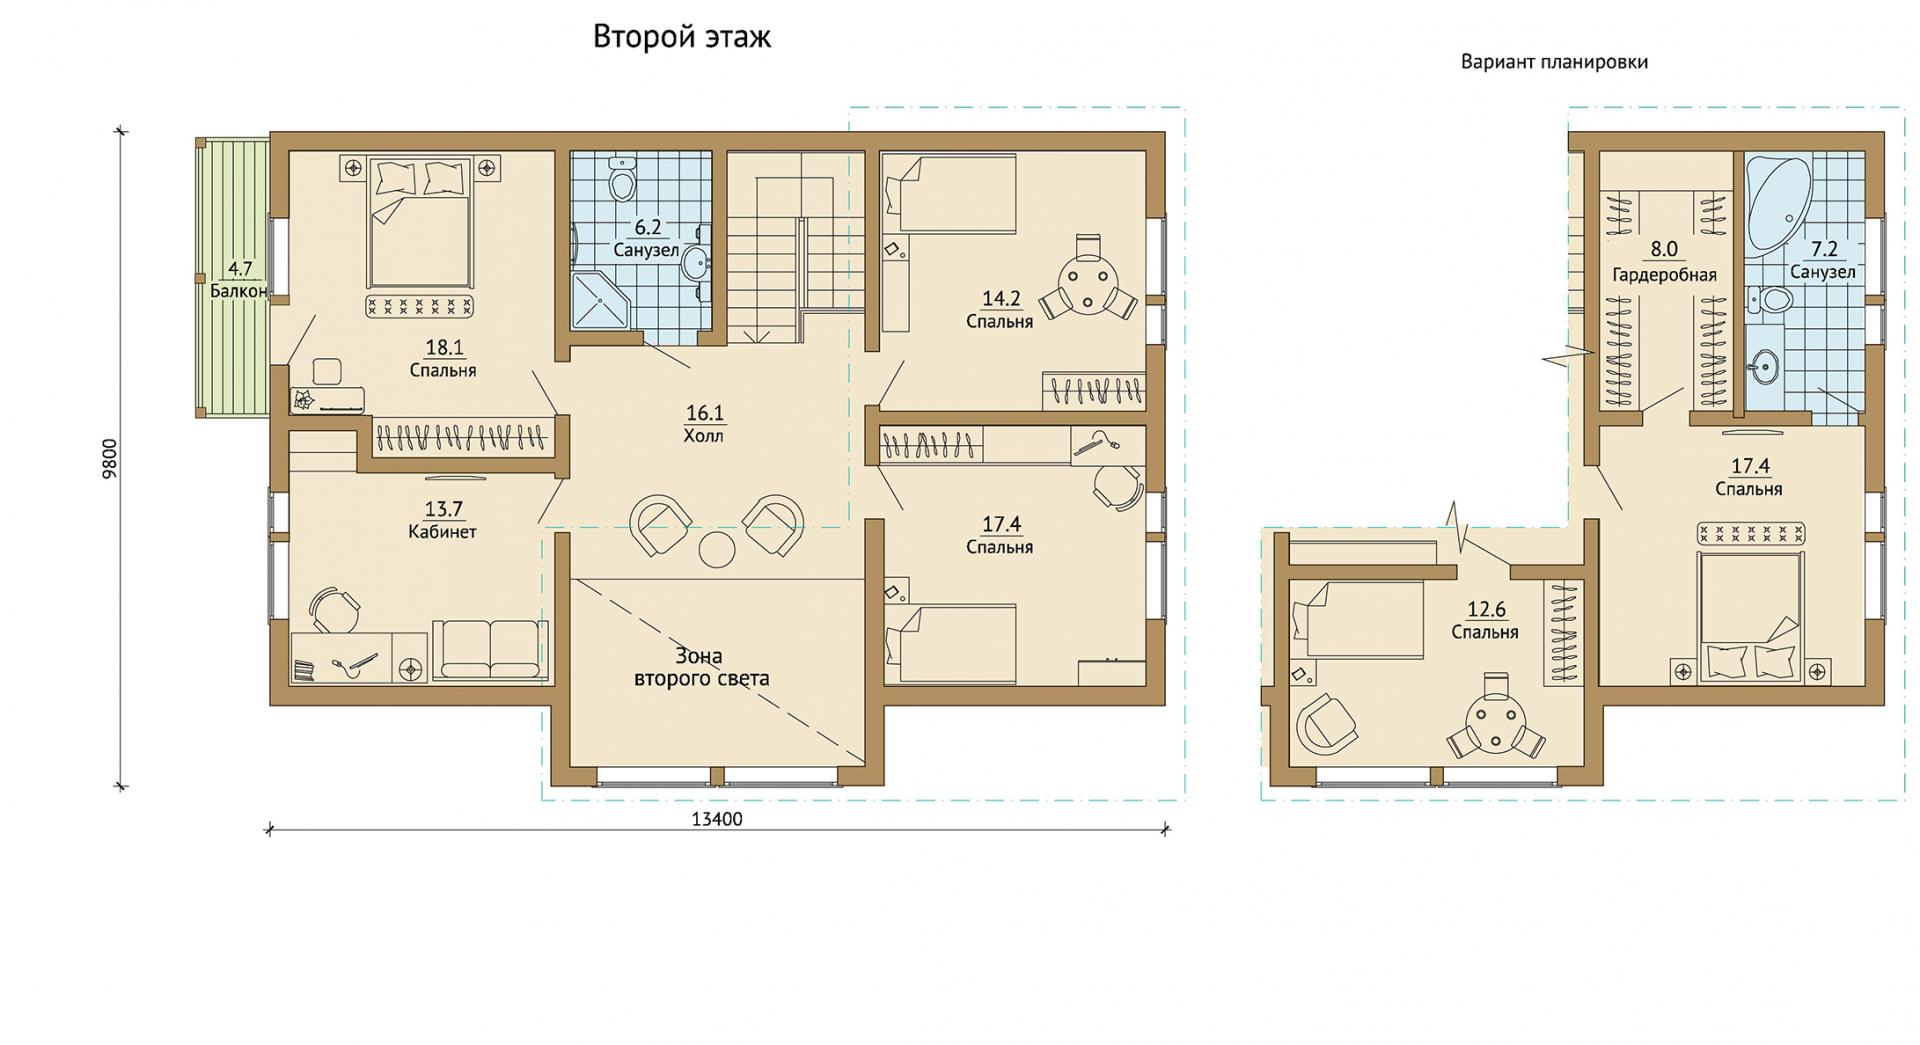 Второй этаж
Вариант планировки
4.7
Балкон
18.1
Спальня
6.2
Санузел
14.2
Спальня
16.1
Холл
13.7
Кабинет
17.4
Спальня
Зона
второго света
9800
13400
8.0
Гардеробная
7.2
Санузел
17.4
Спальня
12.6
Спальня